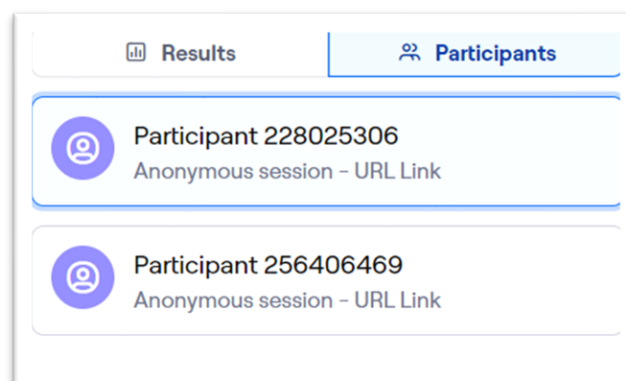 Results
Participants
Participant 228025306
Anonymous session - URL Link
Participant 256406469
Anonymous session - URL Link